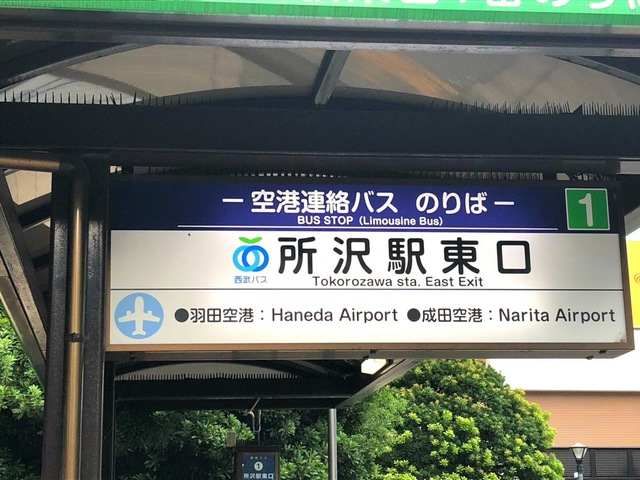 －空港連絡バス のりば－
BUS STOP (Limousine Bus)
1
所沢駅東口
西武バス
Tokorozawa sta. East Exit
●羽田空港：Haneda Airport ●成田空港：Narita Airport
1
所沢駅東口